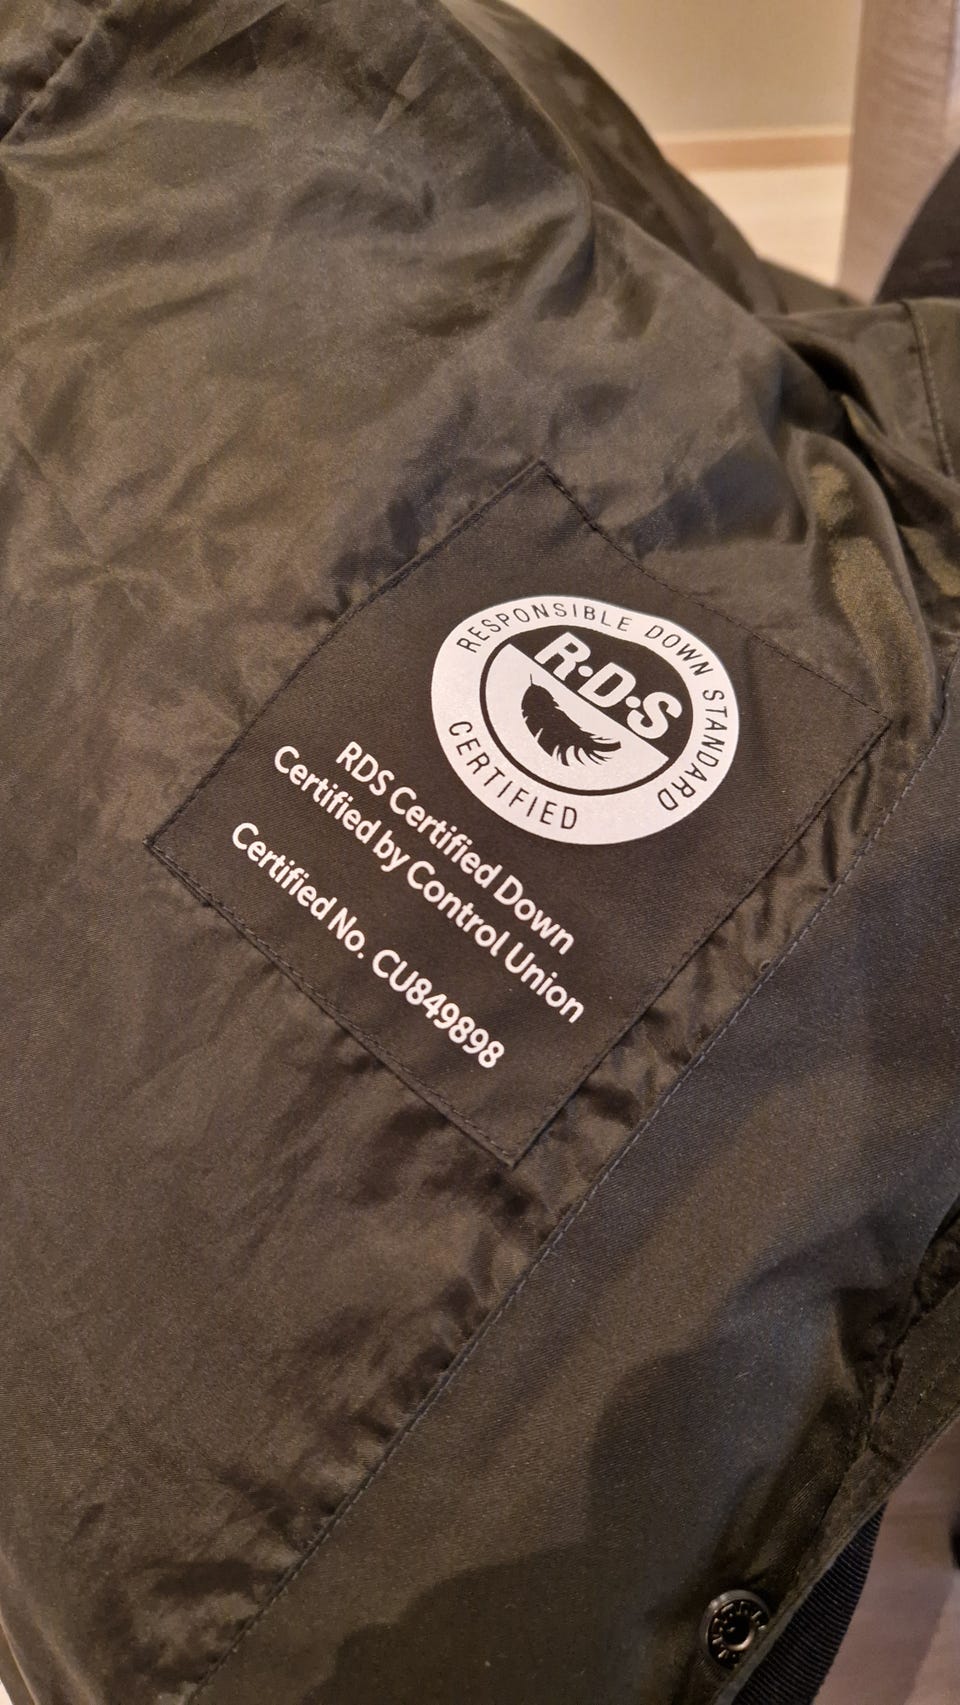 RESPONSIBLE DOWN STANDARD
R·D·S
CERTIFIED
RDS Certified Down
Certified by Control Union
Certified No. CU849898